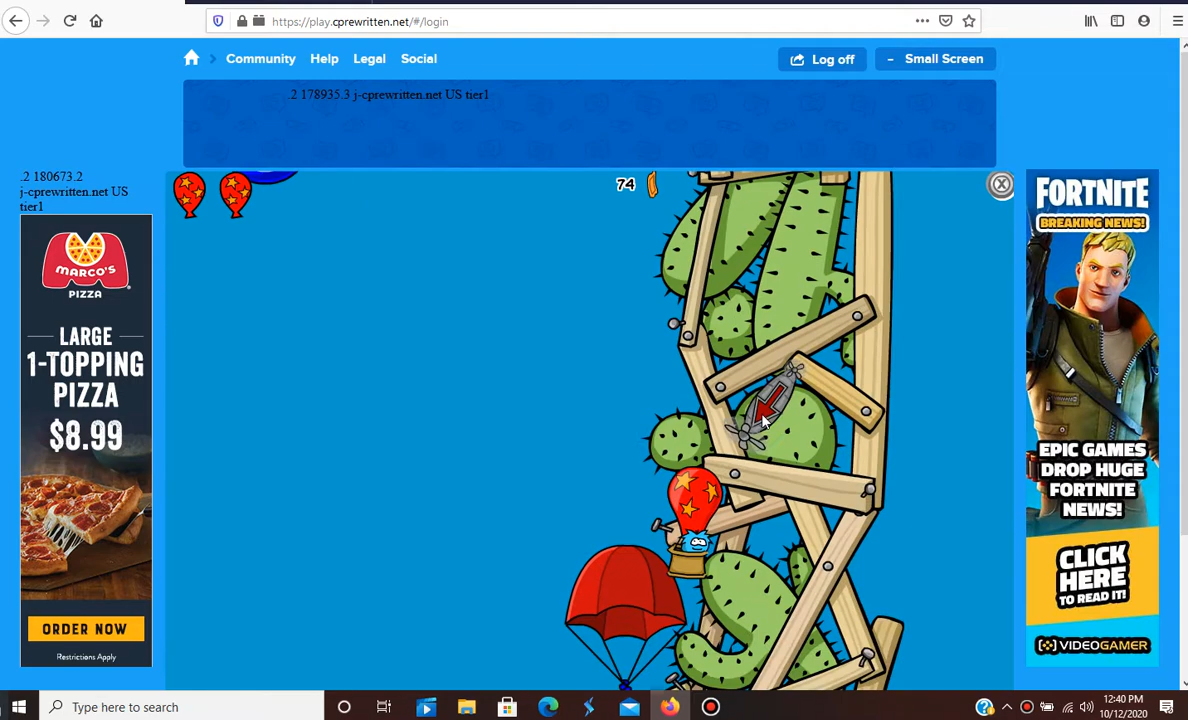 https://play.cprewritten.net/#/login
Community Help Legal Social
Log off
- Small Screen
.2 178935.3 j-cprewritten.net US tier1
.2 180673.2
j-cprewritten.net US
tier1
74
MARCO'S
PIZZA
LARGE
1-TOPPING
PIZZA
$8.99
ORDER NOW
Restrictions Apply
FORTNITE
BREAKING NEWS!
EPIC GAMES
DROP HUGE
FORTNITE
NEWS!
CLICK
HERE
TO READ IT!
VIDEOGAMER
Type here to search
12:40 PM
10/12/2020